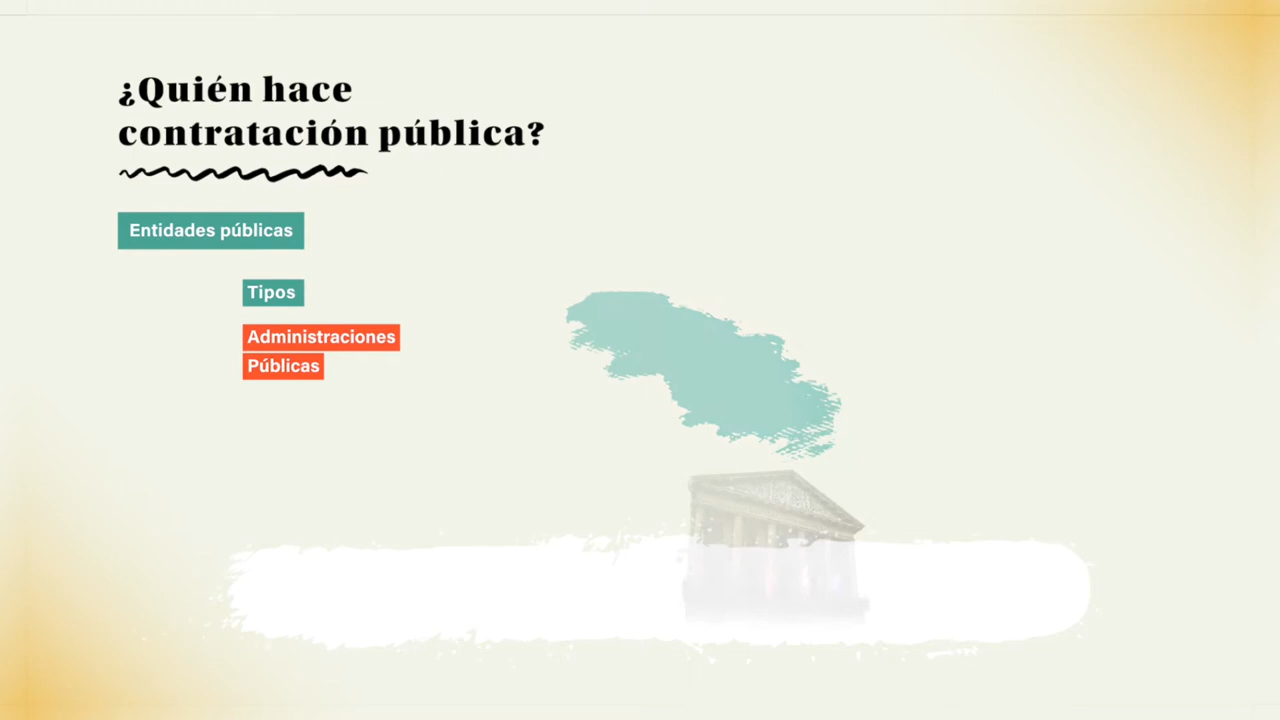 ¿Quién hace
contratación pública?
Entidades públicas
Tipos
Administraciones
Públicas